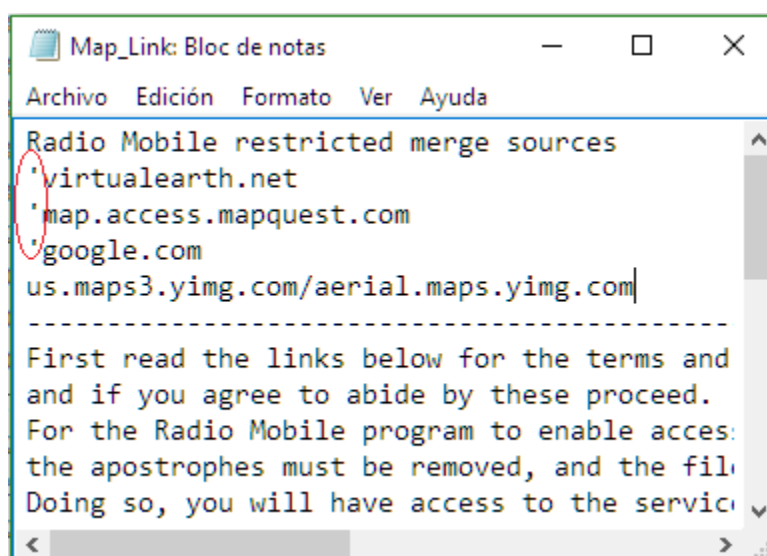 Map_Link: Bloc de notas
Archivo Edición Formato Ver Ayuda
Radio Mobile restricted merge sources
'virtualearth.net
'map.access.mapquest.com
'google.com
us.maps3.yimg.com/aerial.maps.yimg.com
-----------------------------------------
First read the links below for the terms and
and if you agree to abide by these proceed.
For the Radio Mobile program to enable acces
the apostrophes must be removed, and the fil
Doing so, you will have access to the servic